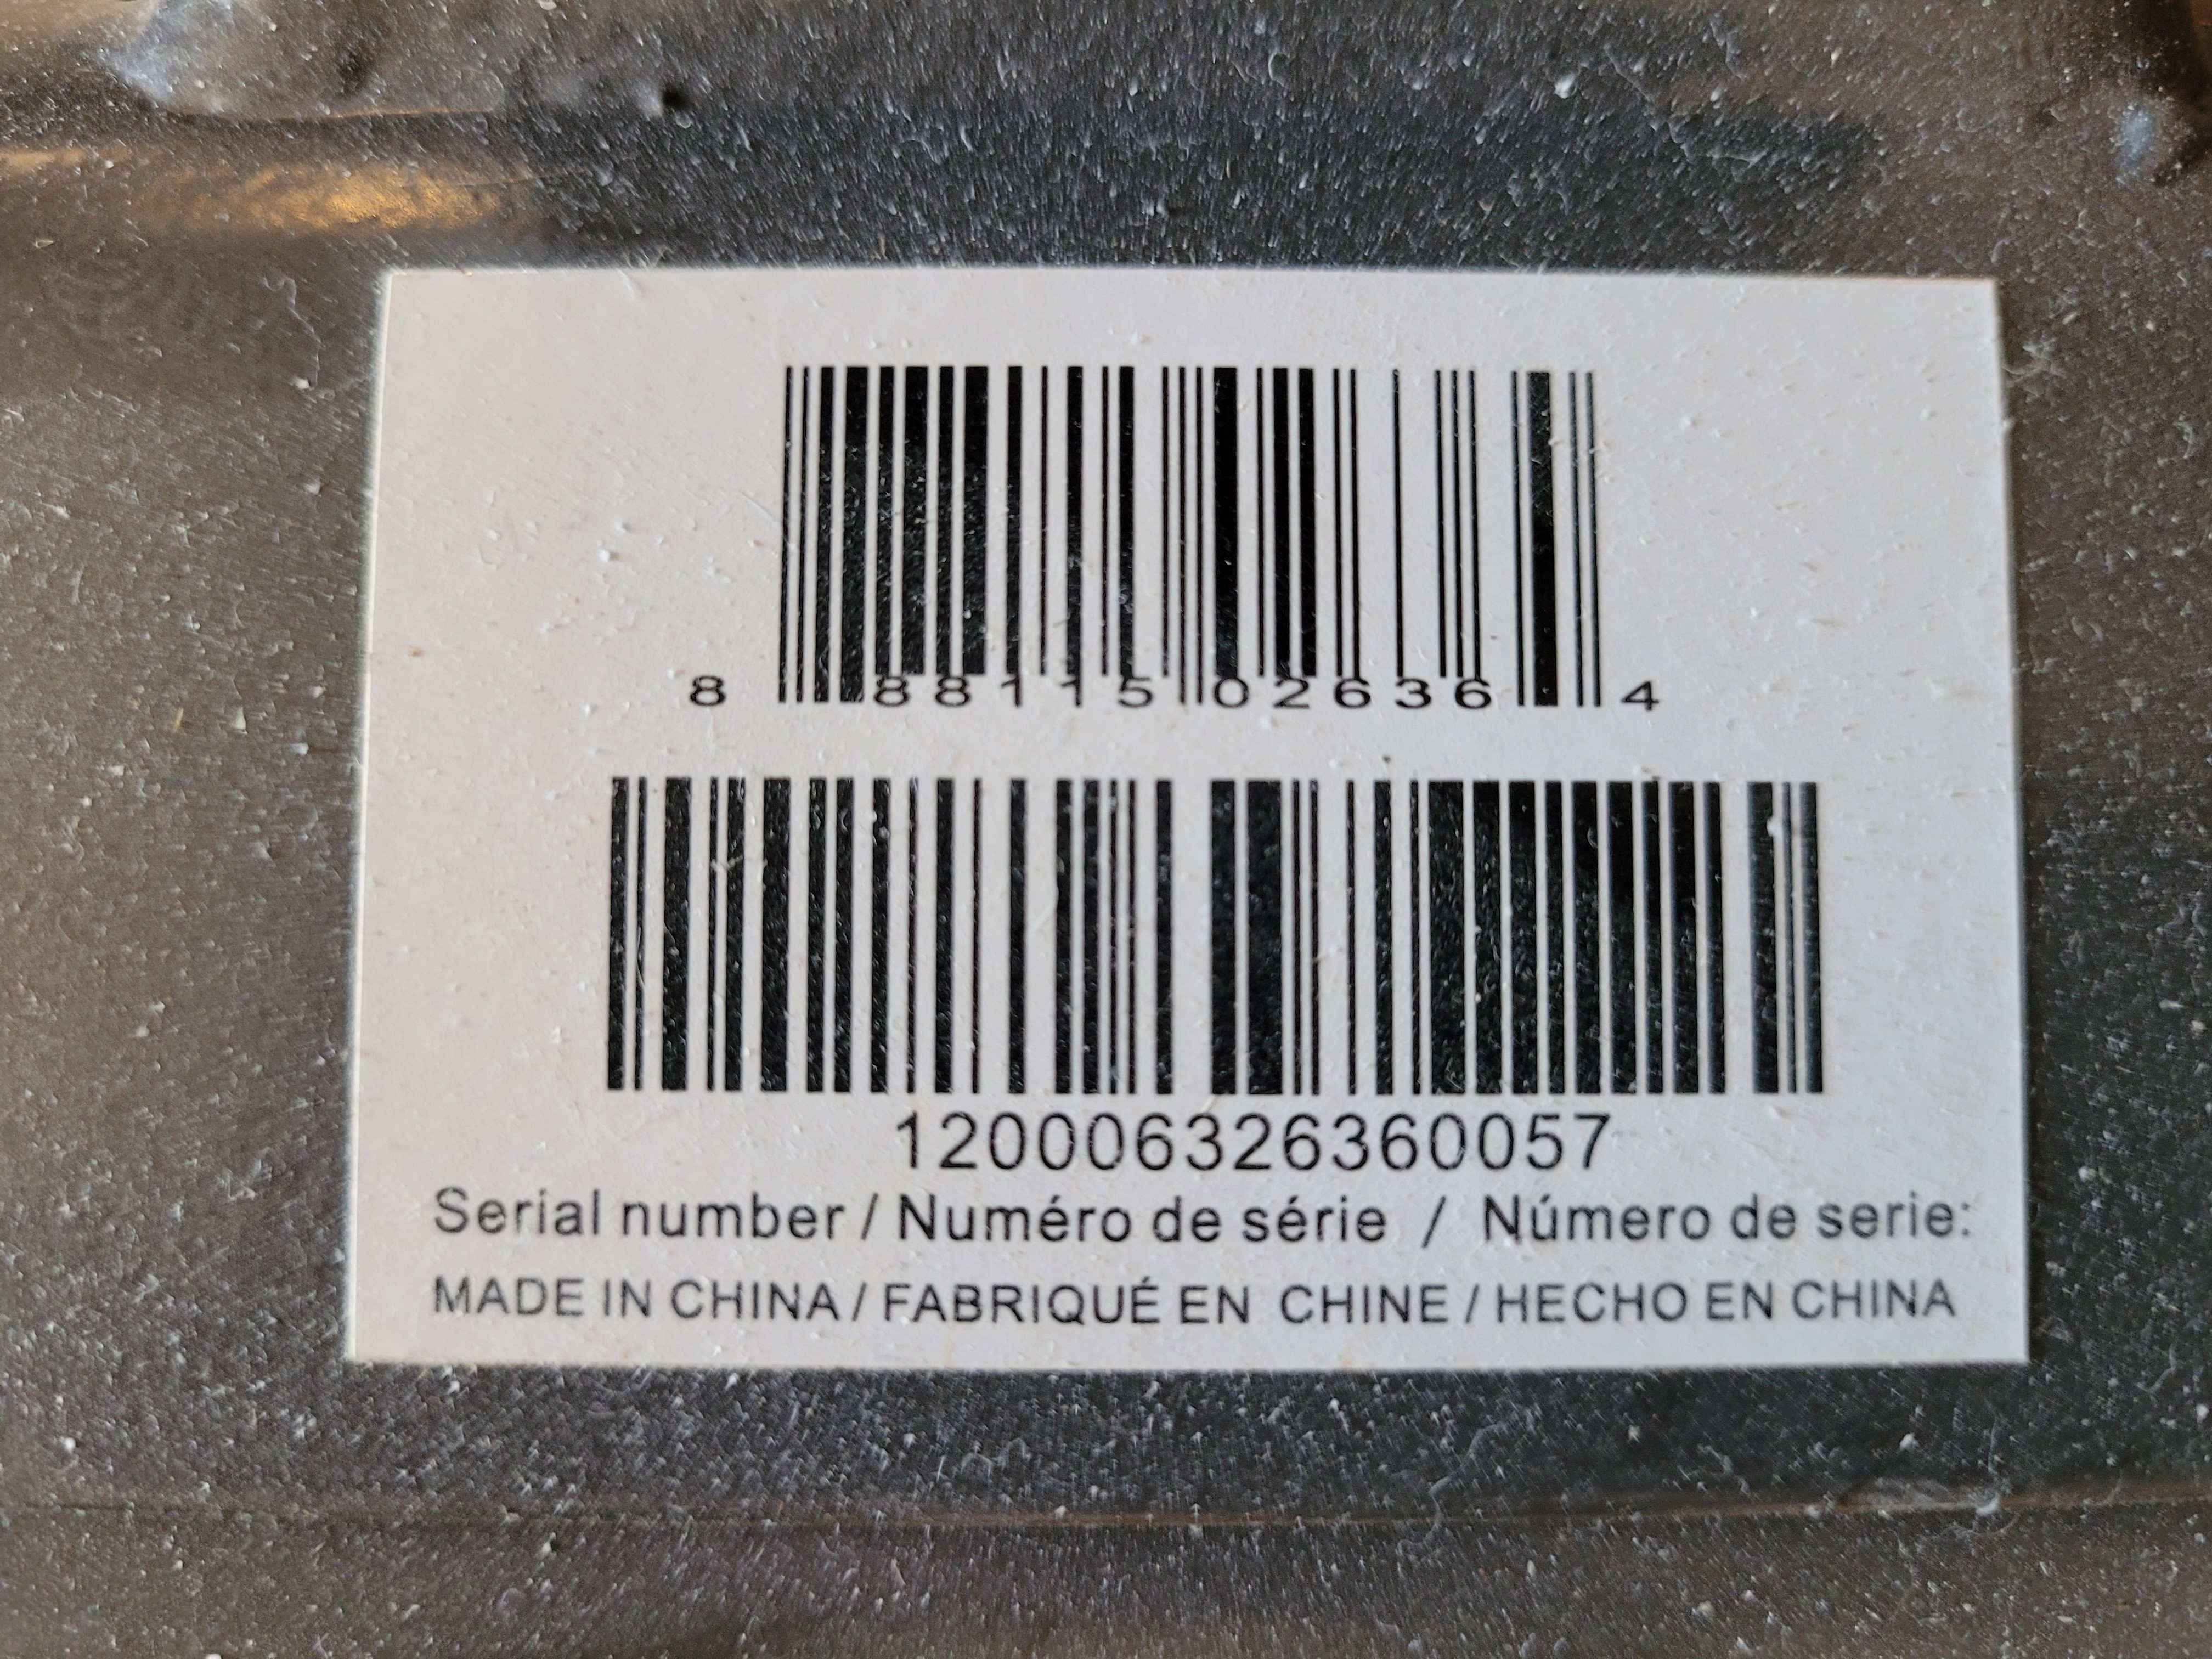 8 88115 02636 4
120006326360057
Serial number / Numéro de série / Número de serie:
MADE IN CHINA / FABRIQUÉ EN CHINE / HECHO EN CHINA